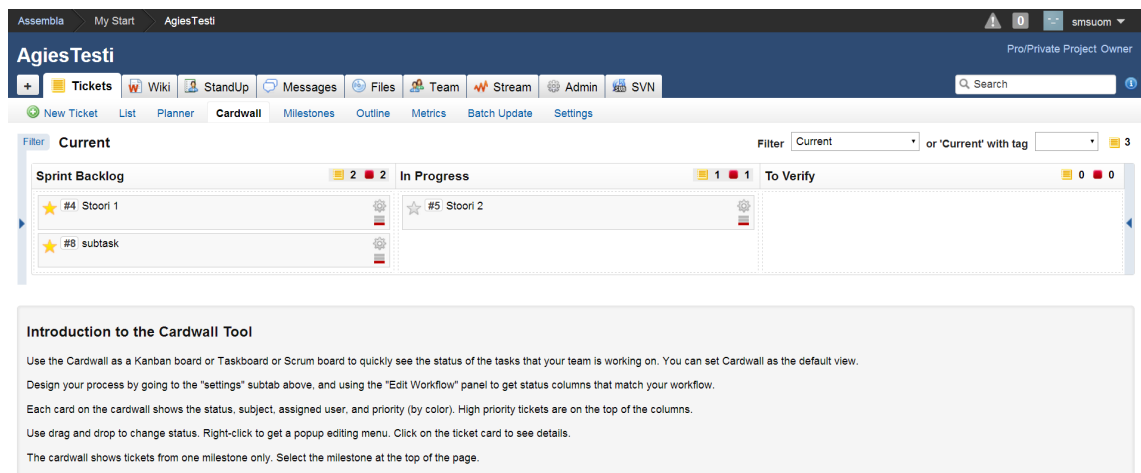 Assembla My Start AgiesTesti 0 smsuom
AgiesTesti
Pro/Private Project Owner
+ Tickets Wiki StandUp Messages Files Team Stream Admin SVN Search
New Ticket List Planner Cardwall Milestones Outline Metrics Batch Update Settings
Filter Current Filter Current or 'Current' with tag 3
Sprint Backlog 2 2 In Progress 1 1 To Verify 0 0
#4 Stoori 1 #5 Stoori 2
#8 subtask
Introduction to the Cardwall Tool
Use the Cardwall as a Kanban board or Taskboard or Scrum board to quickly see the status of the tasks that your team is working on. You can set Cardwall as the default view.
Design your process by going to the "settings" subtab above, and using the "Edit Workflow" panel to get status columns that match your workflow.
Each card on the cardwall shows the status, subject, assigned user, and priority (by color). High priority tickets are on the top of the columns.
Use drag and drop to change status. Right-click to get a popup editing menu. Click on the ticket card to see details.
The cardwall shows tickets from one milestone only. Select the milestone at the top of the page.